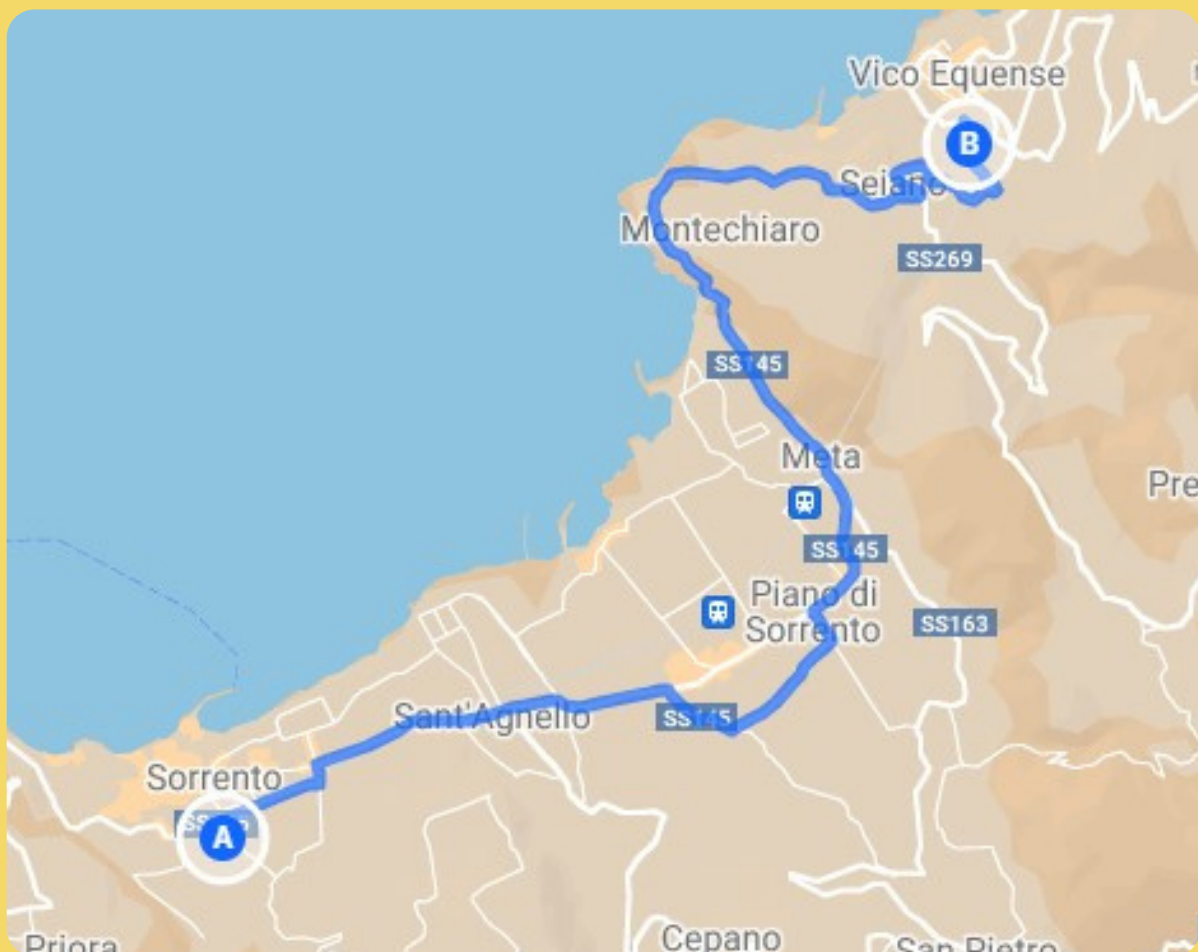 Vico Equense
B
Seiano
Montechiaro
SS269
SS145
Meta
Pre
SS145
Piano di
Sorrento
SS163
Sant'Agnello
SS145
Sorrento
A
Priora
Cepano
San Pietro